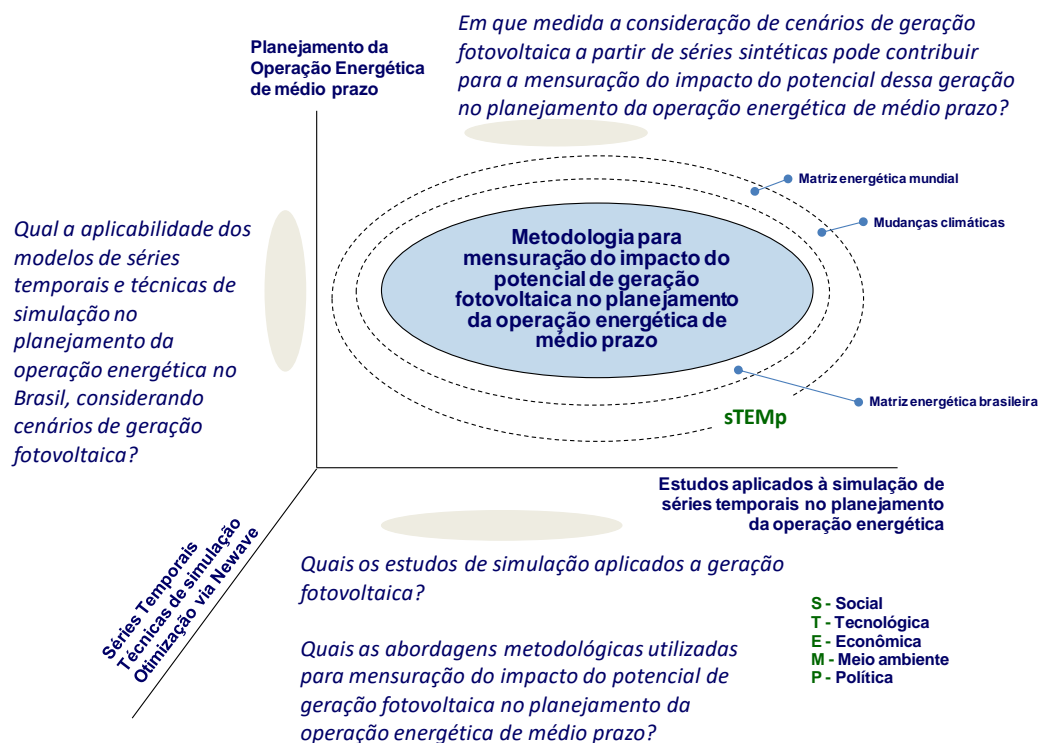 Planejamento da
Operação Energética
de médio prazo
Em que medida a consideração de cenários de geração
fotovoltaica a partir de séries sintéticas pode contribuir
para a mensuração do impacto do potencial dessa geração
no planejamento da operação energética de médio prazo?
Matriz energética mundial
Mudanças climáticas
Qual a aplicabilidade dos
modelos de séries
temporais e técnicas de
simulação no
planejamento da
operação energética no
Brasil, considerando
cenários de geração
fotovoltaica?
Metodologia para
mensuração do impacto do
potencial de geração
fotovoltaica no planejamento
da operação energética de
médio prazo
Matriz energética brasileira
sTEMp
Estudos aplicados à simulação de
séries temporais no planejamento
da operação energética
Séries Temporais
Técnicas de simulação
Otimização via Newave
Quais os estudos de simulação aplicados a geração
fotovoltaica?
Quais as abordagens metodológicas utilizadas
para mensuração do impacto do potencial de
geração fotovoltaica no planejamento da
operação energética de médio prazo?
S - Social
T - Tecnológica
E - Econômica
M - Meio ambiente
P - Política